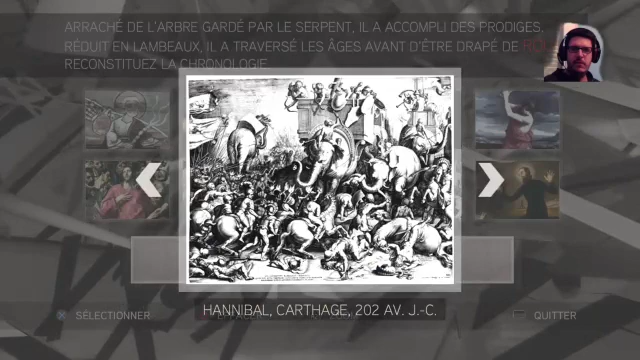 ARRACHÉ DE L'ARBRE GARDÉ PAR LE SERPENT, IL A ACCOMPLI DES PRODIGES.
RÉDUIT EN LAMBEAUX, IL A TRAVERSÉ LES ÂGES AVANT D'ÊTRE DRAPÉ DE
RECONSTITUEZ LA CHRONOLOGIE
HANNIBAL, CARTHAGE, 202 AV. J.-C.
SÉLECTIONNER
QUITTER